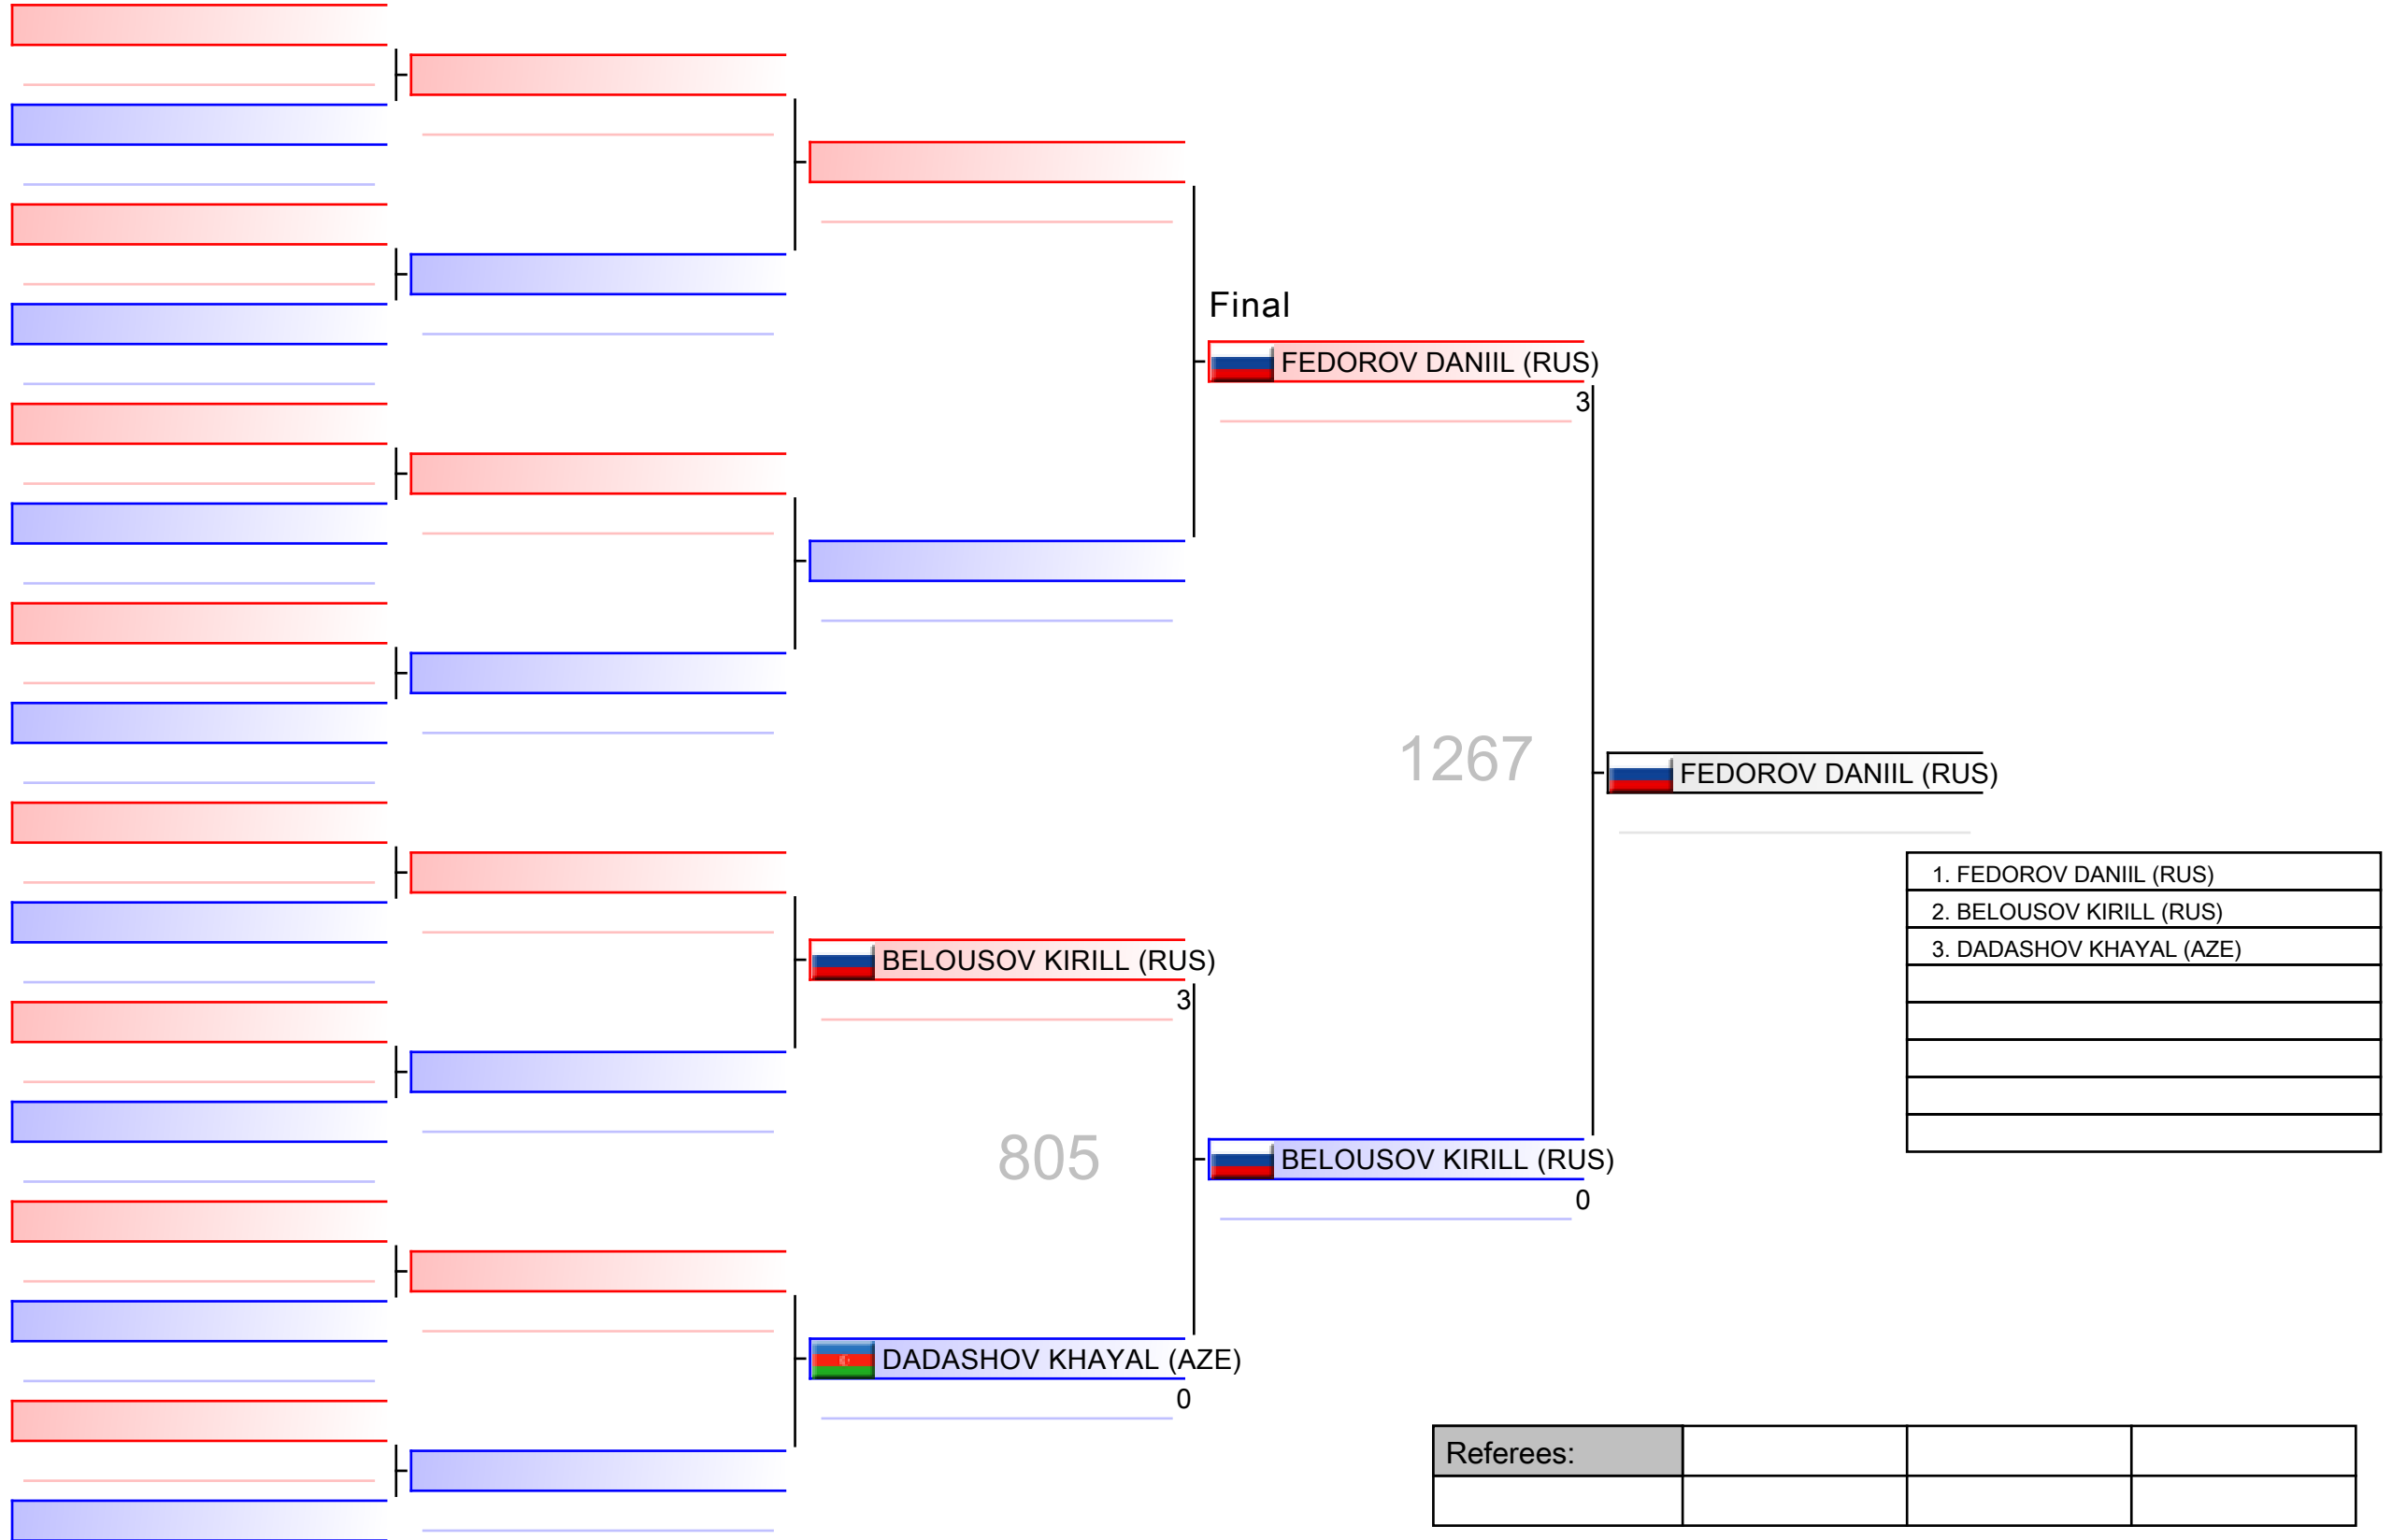 Final
FEDOROV DANIIL (RUS)
3
1267
FEDOROV DANIIL (RUS)
1. FEDOROV DANIIL (RUS)
2. BELOUSOV KIRILL (RUS)
3. DADASHOV KHAYAL (AZE)
BELOUSOV KIRILL (RUS)
3
805
BELOUSOV KIRILL (RUS)
0
DADASHOV KHAYAL (AZE)
0
Referees: